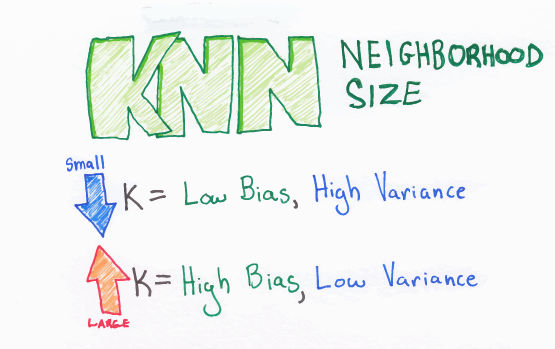 KNN NEIGHBORHOOD
SIZE
Small
K = Low Bias, High Variance
K = High Bias, Low Variance
LARGE